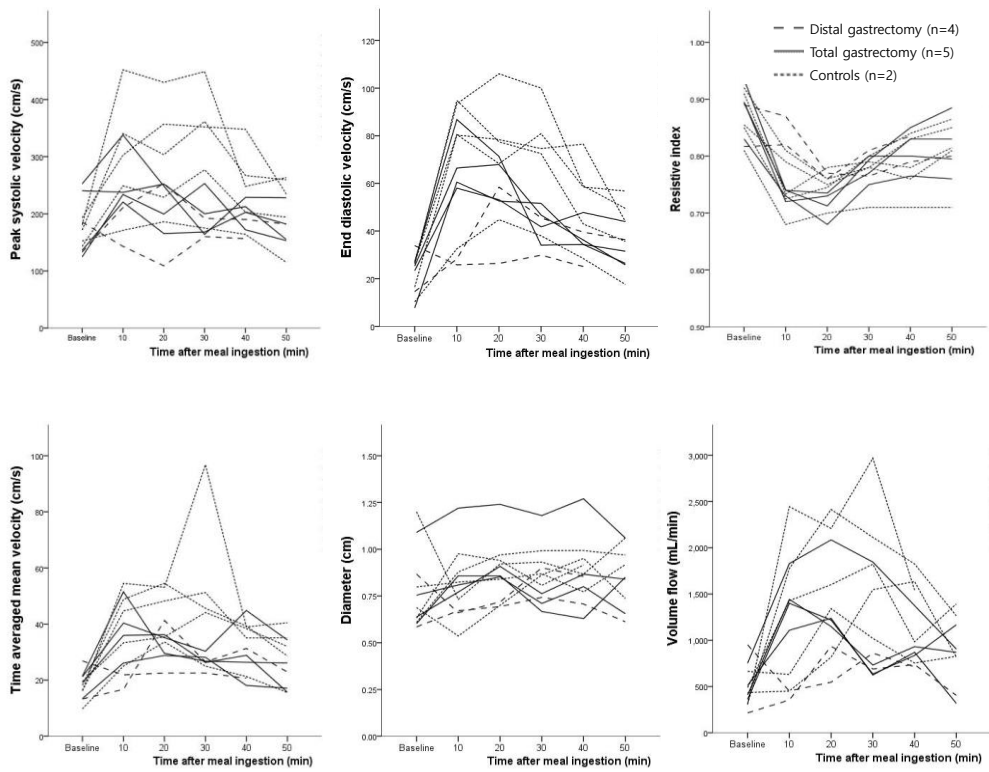 Peak systolic velocity (cm/s)
500
400
300
200
100
0
Baseline 10 20 30 40 50
Time after meal ingestion (min)
End diastolic velocity (cm/s)
120
100
80
60
40
20
0
Baseline 10 20 30 40 50
Time after meal ingestion (min)
Distal gastrectomy (n=4)
Total gastrectomy (n=5)
Controls (n=2)
Resistive index
1.00
0.90
0.80
0.70
0.60
0.50
Baseline 10 20 30 40 50
Time after meal ingestion (min)
Time averaged mean velocity (cm/s)
100
80
60
40
20
0
Baseline 10 20 30 40 50
Time after meal ingestion (min)
Diameter (cm)
1.50
1.25
1.00
0.75
0.50
0.25
0.00
Baseline 10 20 30 40 50
Time after meal ingestion (min)
Volume flow (mL/min)
3,000
2,500
2,000
1,500
1,000
500
0
Baseline 10 20 30 40 50
Time after meal ingestion (min)